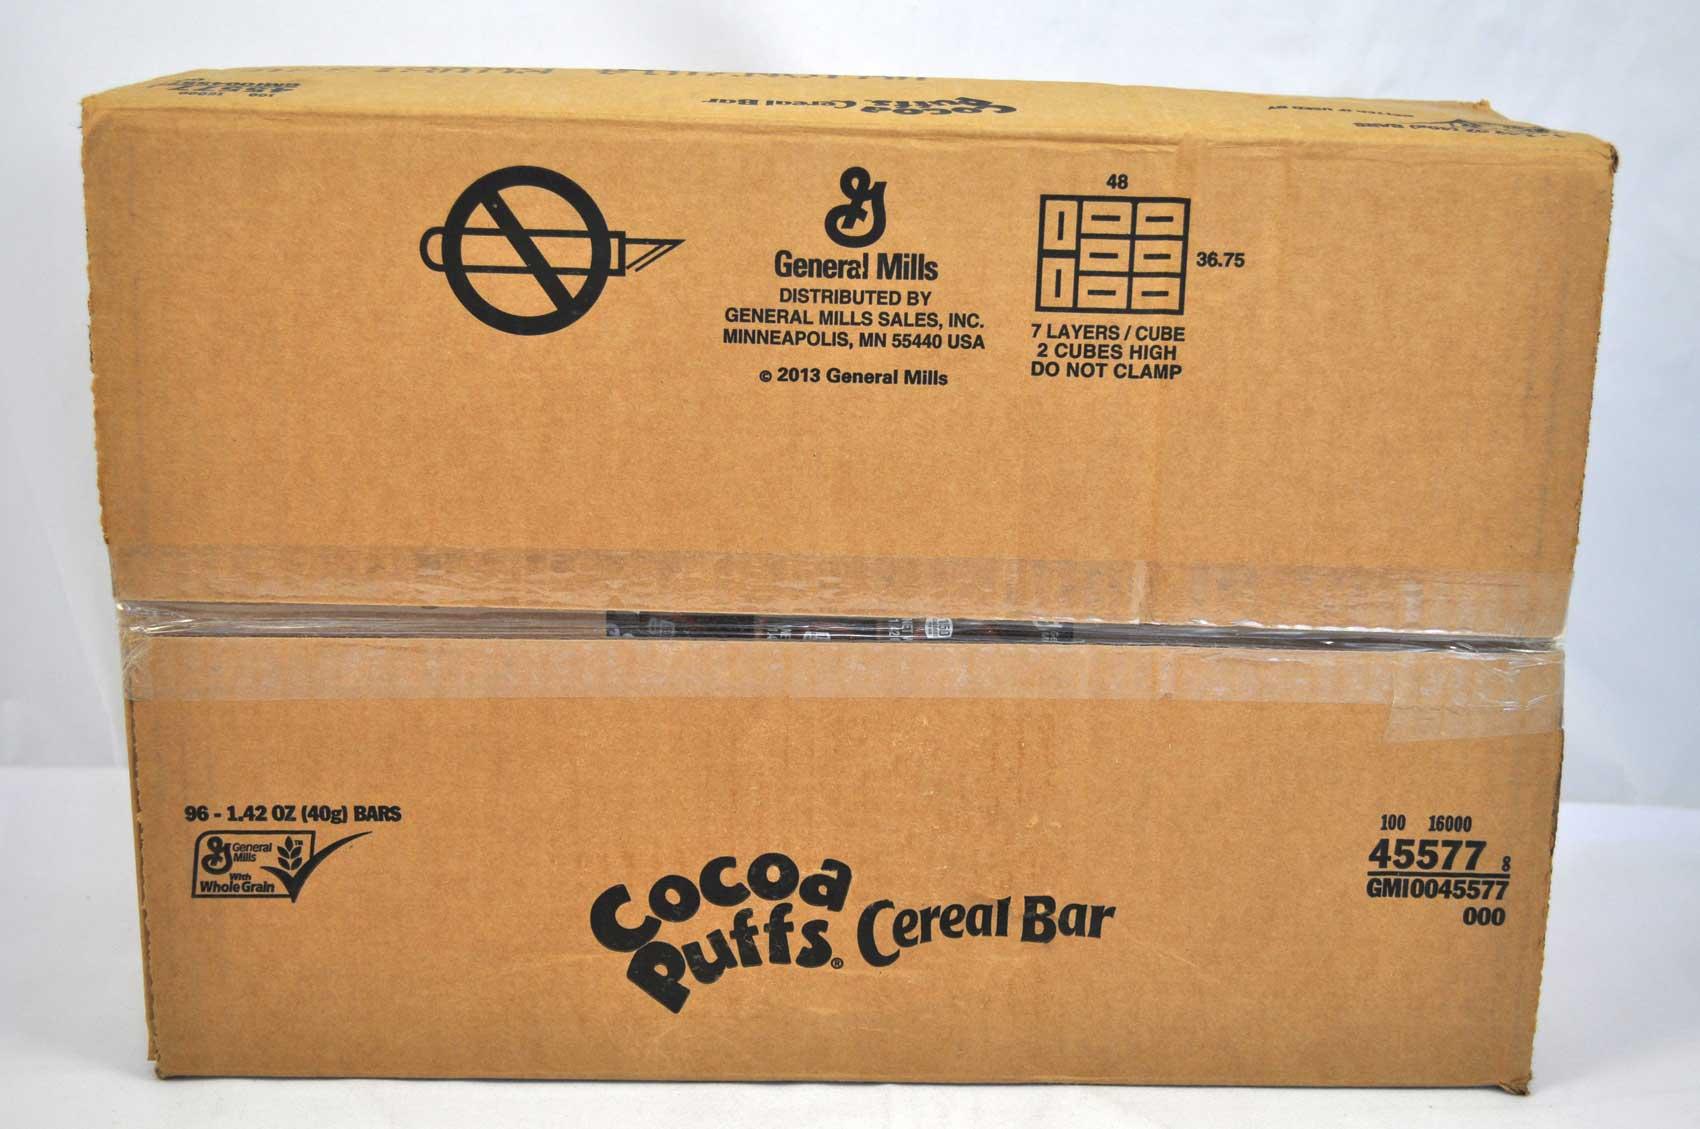 Cocoa
Puffs Cereal Bar
General Mills
DISTRIBUTED BY
GENERAL MILLS SALES, INC.
MINNEAPOLIS, MN 55440 USA
© 2013 General Mills
48
36.75
7 LAYERS / CUBE
2 CUBES HIGH
DO NOT CLAMP
96 - 1.42 OZ (40g) BARS
General
Mills
With
Whole Grain
TM
Cocoa
Puffs® Cereal Bar
100 16000
45577 8
GMI0045577
000